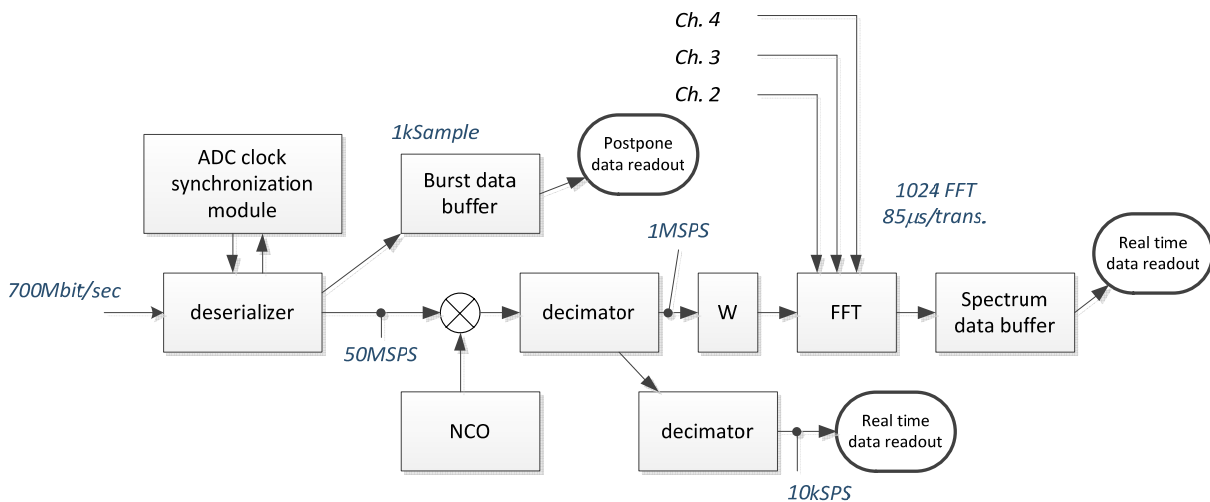 Ch. 4
Ch. 3
Ch. 2
1kSample
Postpone
data readout
ADC clock
synchronization
module
Burst data
buffer
1024 FFT
85µs/trans.
1MSPS
Real time
data readout
700Mbit/sec
deserializer
decimator
W
FFT
Spectrum
data buffer
50MSPS
NCO
decimator
Real time
data readout
10kSPS